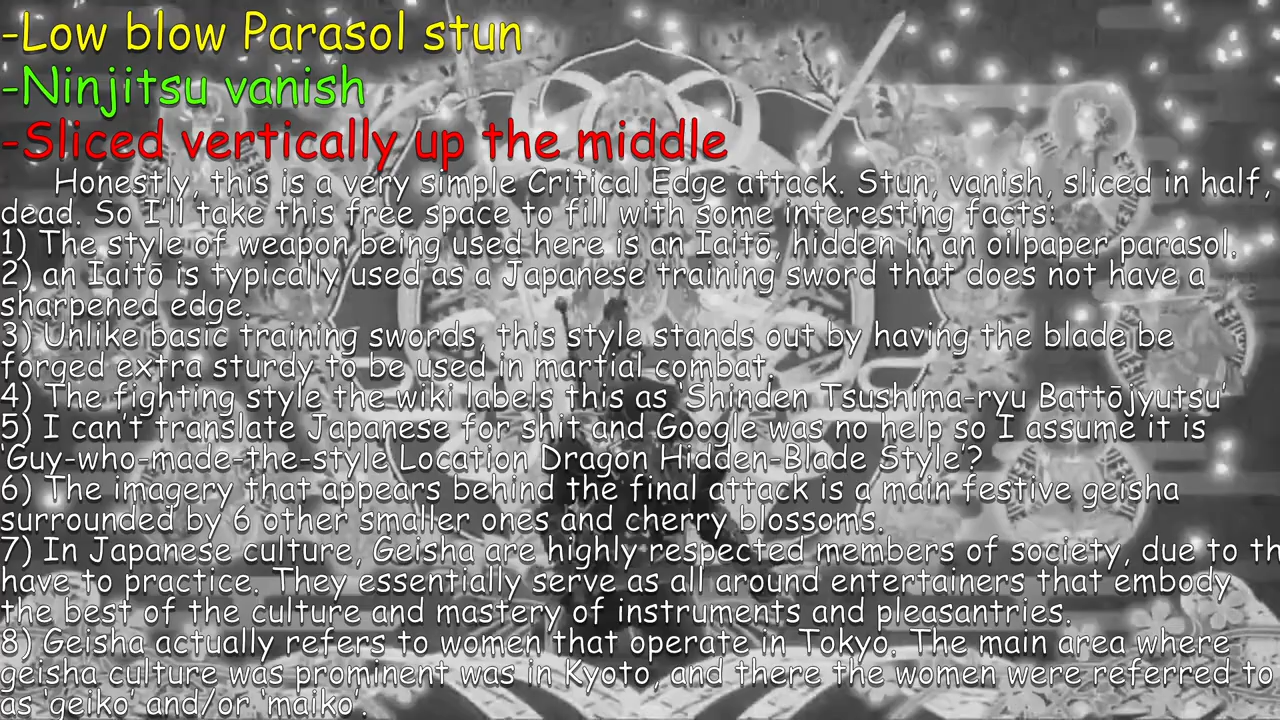 -Low blow Parasol stun
-Ninjitsu vanish
-Sliced vertically up the middle
Honestly, this is a very simple Critical Edge attack. Stun, vanish, sliced in half,
dead. So I'll take this free space to fill with some interesting facts:
1) The style of weapon being used here is an Iaitō, hidden in an oilpaper parasol.
2) an Iaitō is typically used as a Japanese training sword that does not have a
sharpened edge.
3) Unlike basic training swords, this style stands out by having the blade be
forged extra sturdy to be used in martial combat.
4) The fighting style the wiki labels this as 'Shinden Tsushima-ryu Battōjyutsu'
5) I can't translate Japanese for shit and Google was no help so I assume it is
'Guy-who-made-the-style Location Dragon Hidden-Blade Style'?
6) The imagery that appears behind the final attack is a main festive geisha
surrounded by 6 other smaller ones and cherry blossoms.
7) In Japanese culture, Geisha are highly respected members of society, due to th
have to practice. They essentially serve as all around entertainers that embody
the best of the culture and mastery of instruments and pleasantries.
8) Geisha actually refers to women that operate in Tokyo. The main area where
geisha culture was prominent was in Kyoto, and there the women were referred to
as 'geiko' and/or 'maiko'.